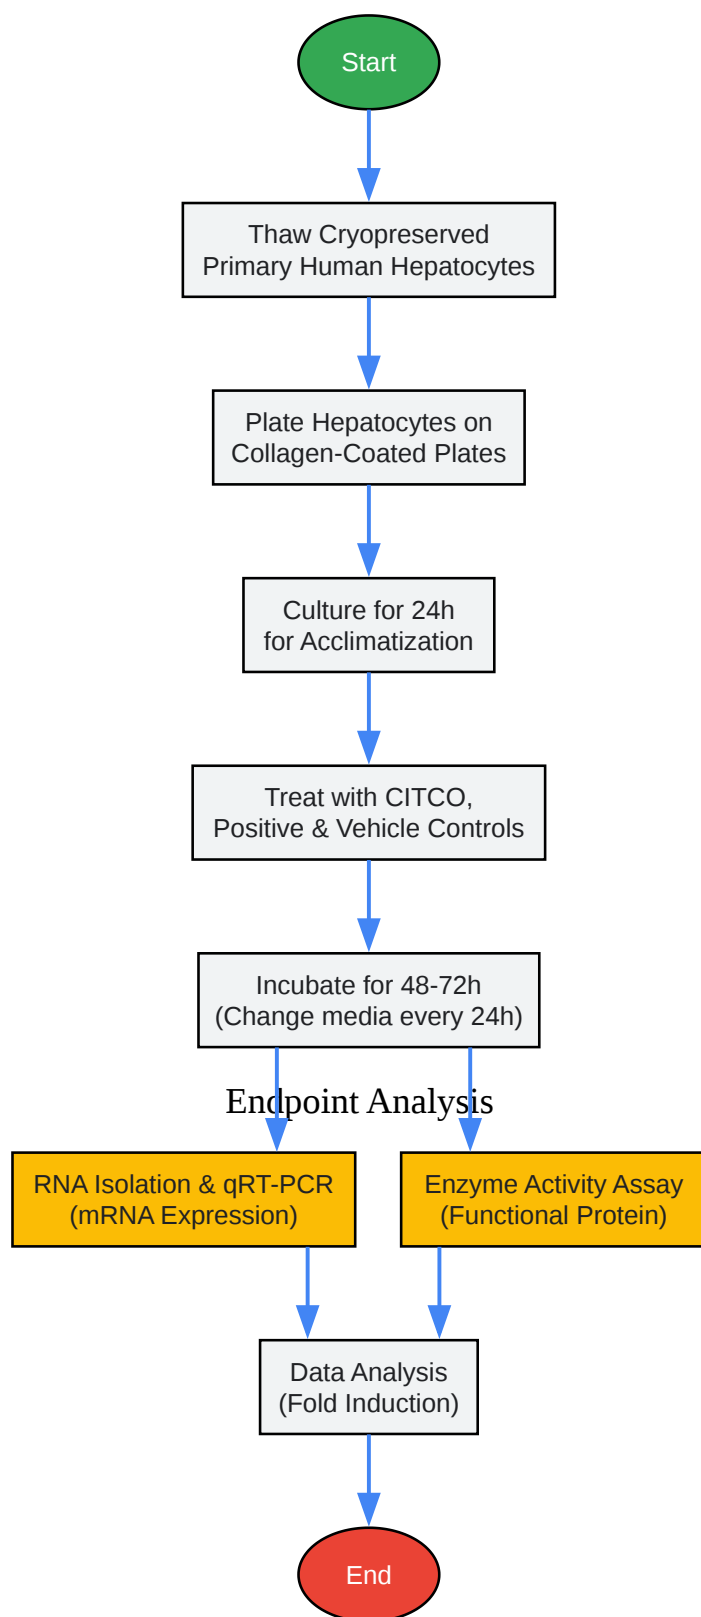 Start
Thaw Cryopreserved
Primary Human Hepatocytes
Plate Hepatocytes on
Collagen-Coated Plates
Culture for 24h
for Acclimatization
Treat with CITCO,
Positive & Vehicle Controls
Incubate for 48-72h
(Change media every 24h)
Endpoint Analysis
RNA Isolation & qRT-PCR
(mRNA Expression)
Enzyme Activity Assay
(Functional Protein)
Data Analysis
(Fold Induction)
End